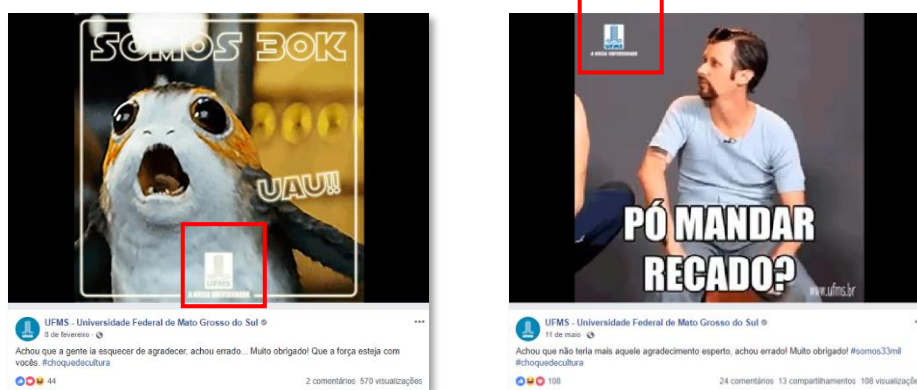 SOMOS 30K
UAU!!
UFMS
A NOSSA UNIVERSIDADE
UFMS - Universidade Federal de Mato Grosso do Sul
8 de fevereiro
Achou que a gente ia esquecer de agradecer, achou errado... Muito obrigado! Que a força esteja com
vocês. #choquedecultura
44
2 comentários 570 visualizações
UFMS
A NOSSA UNIVERSIDADE
PÓ MANDAR
RECADO?
www.ufms.br
UFMS - Universidade Federal de Mato Grosso do Sul
11 de maio
Achou que não teria mais aquele agradecimento esperto, achou errado! Muito obrigado! #somos33mil
#choquedecultura
108
24 comentários 13 compartilhamentos 108